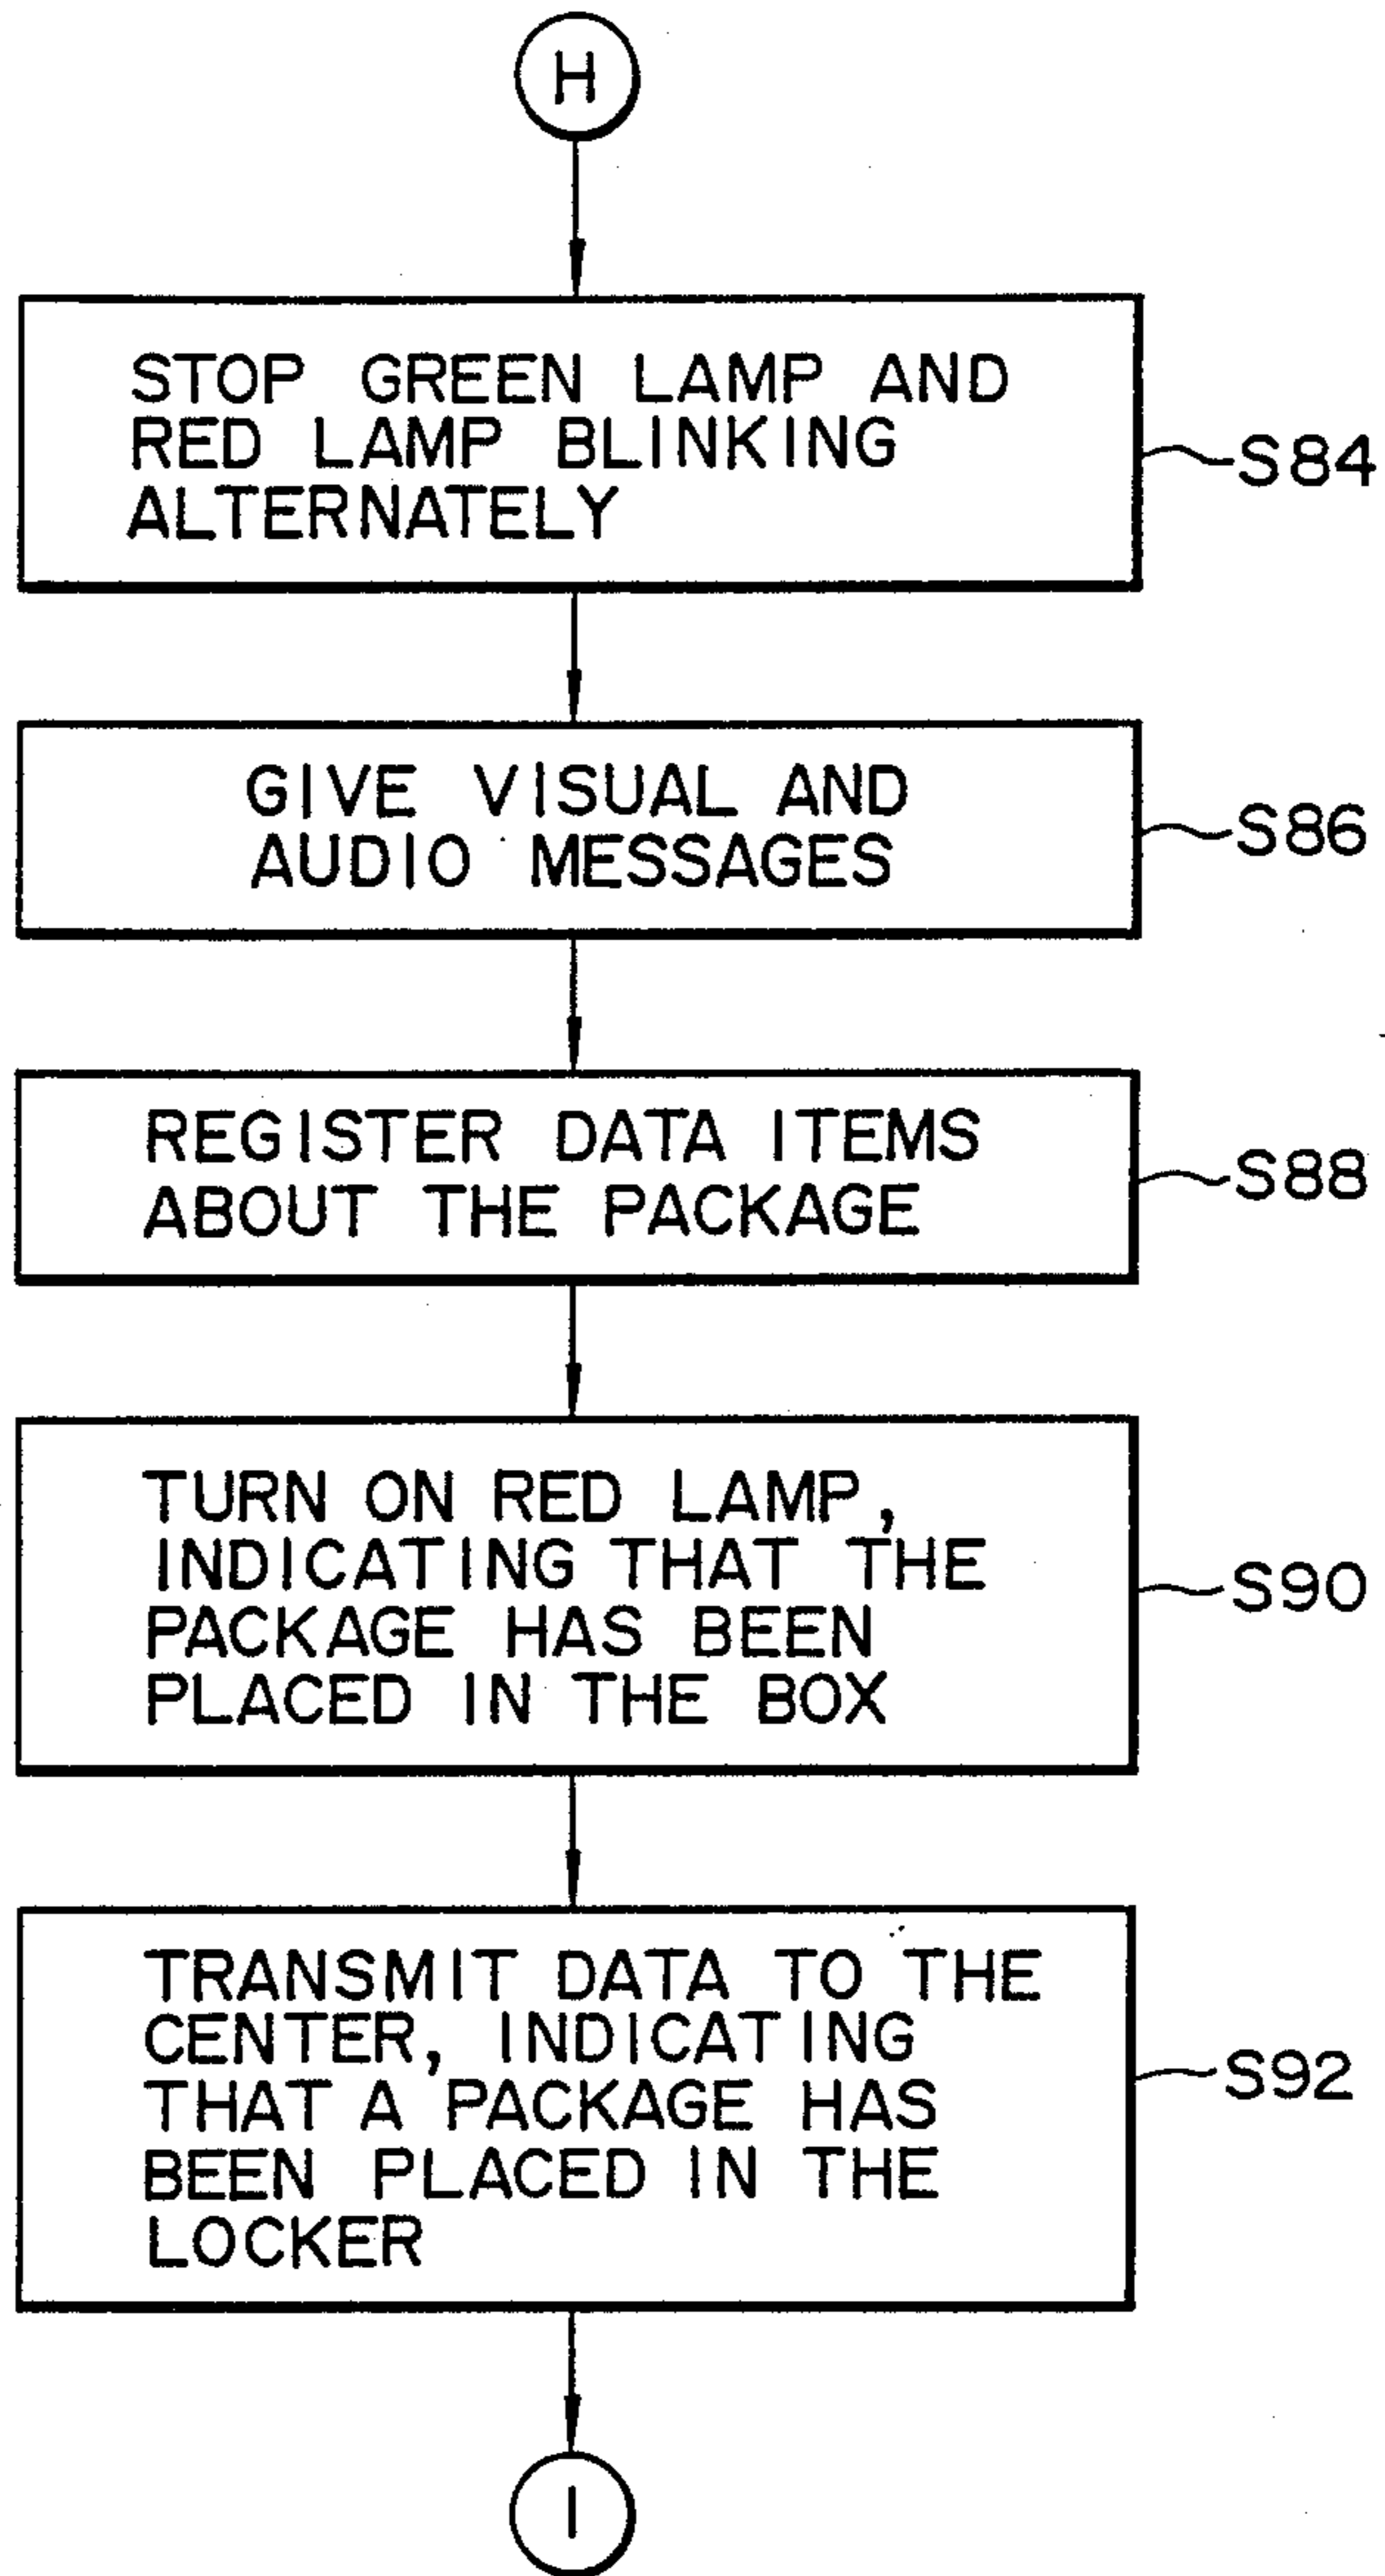 H
STOP GREEN LAMP AND
RED LAMP BLINKING
ALTERNATELY
S84
GIVE VISUAL AND
AUDIO MESSAGES
S86
REGISTER DATA ITEMS
ABOUT THE PACKAGE
S88
TURN ON RED LAMP,
INDICATING THAT THE
PACKAGE HAS BEEN
PLACED IN THE BOX
S90
TRANSMIT DATA TO THE
CENTER, INDICATING
THAT A PACKAGE HAS
BEEN PLACED IN THE
LOCKER
S92
I